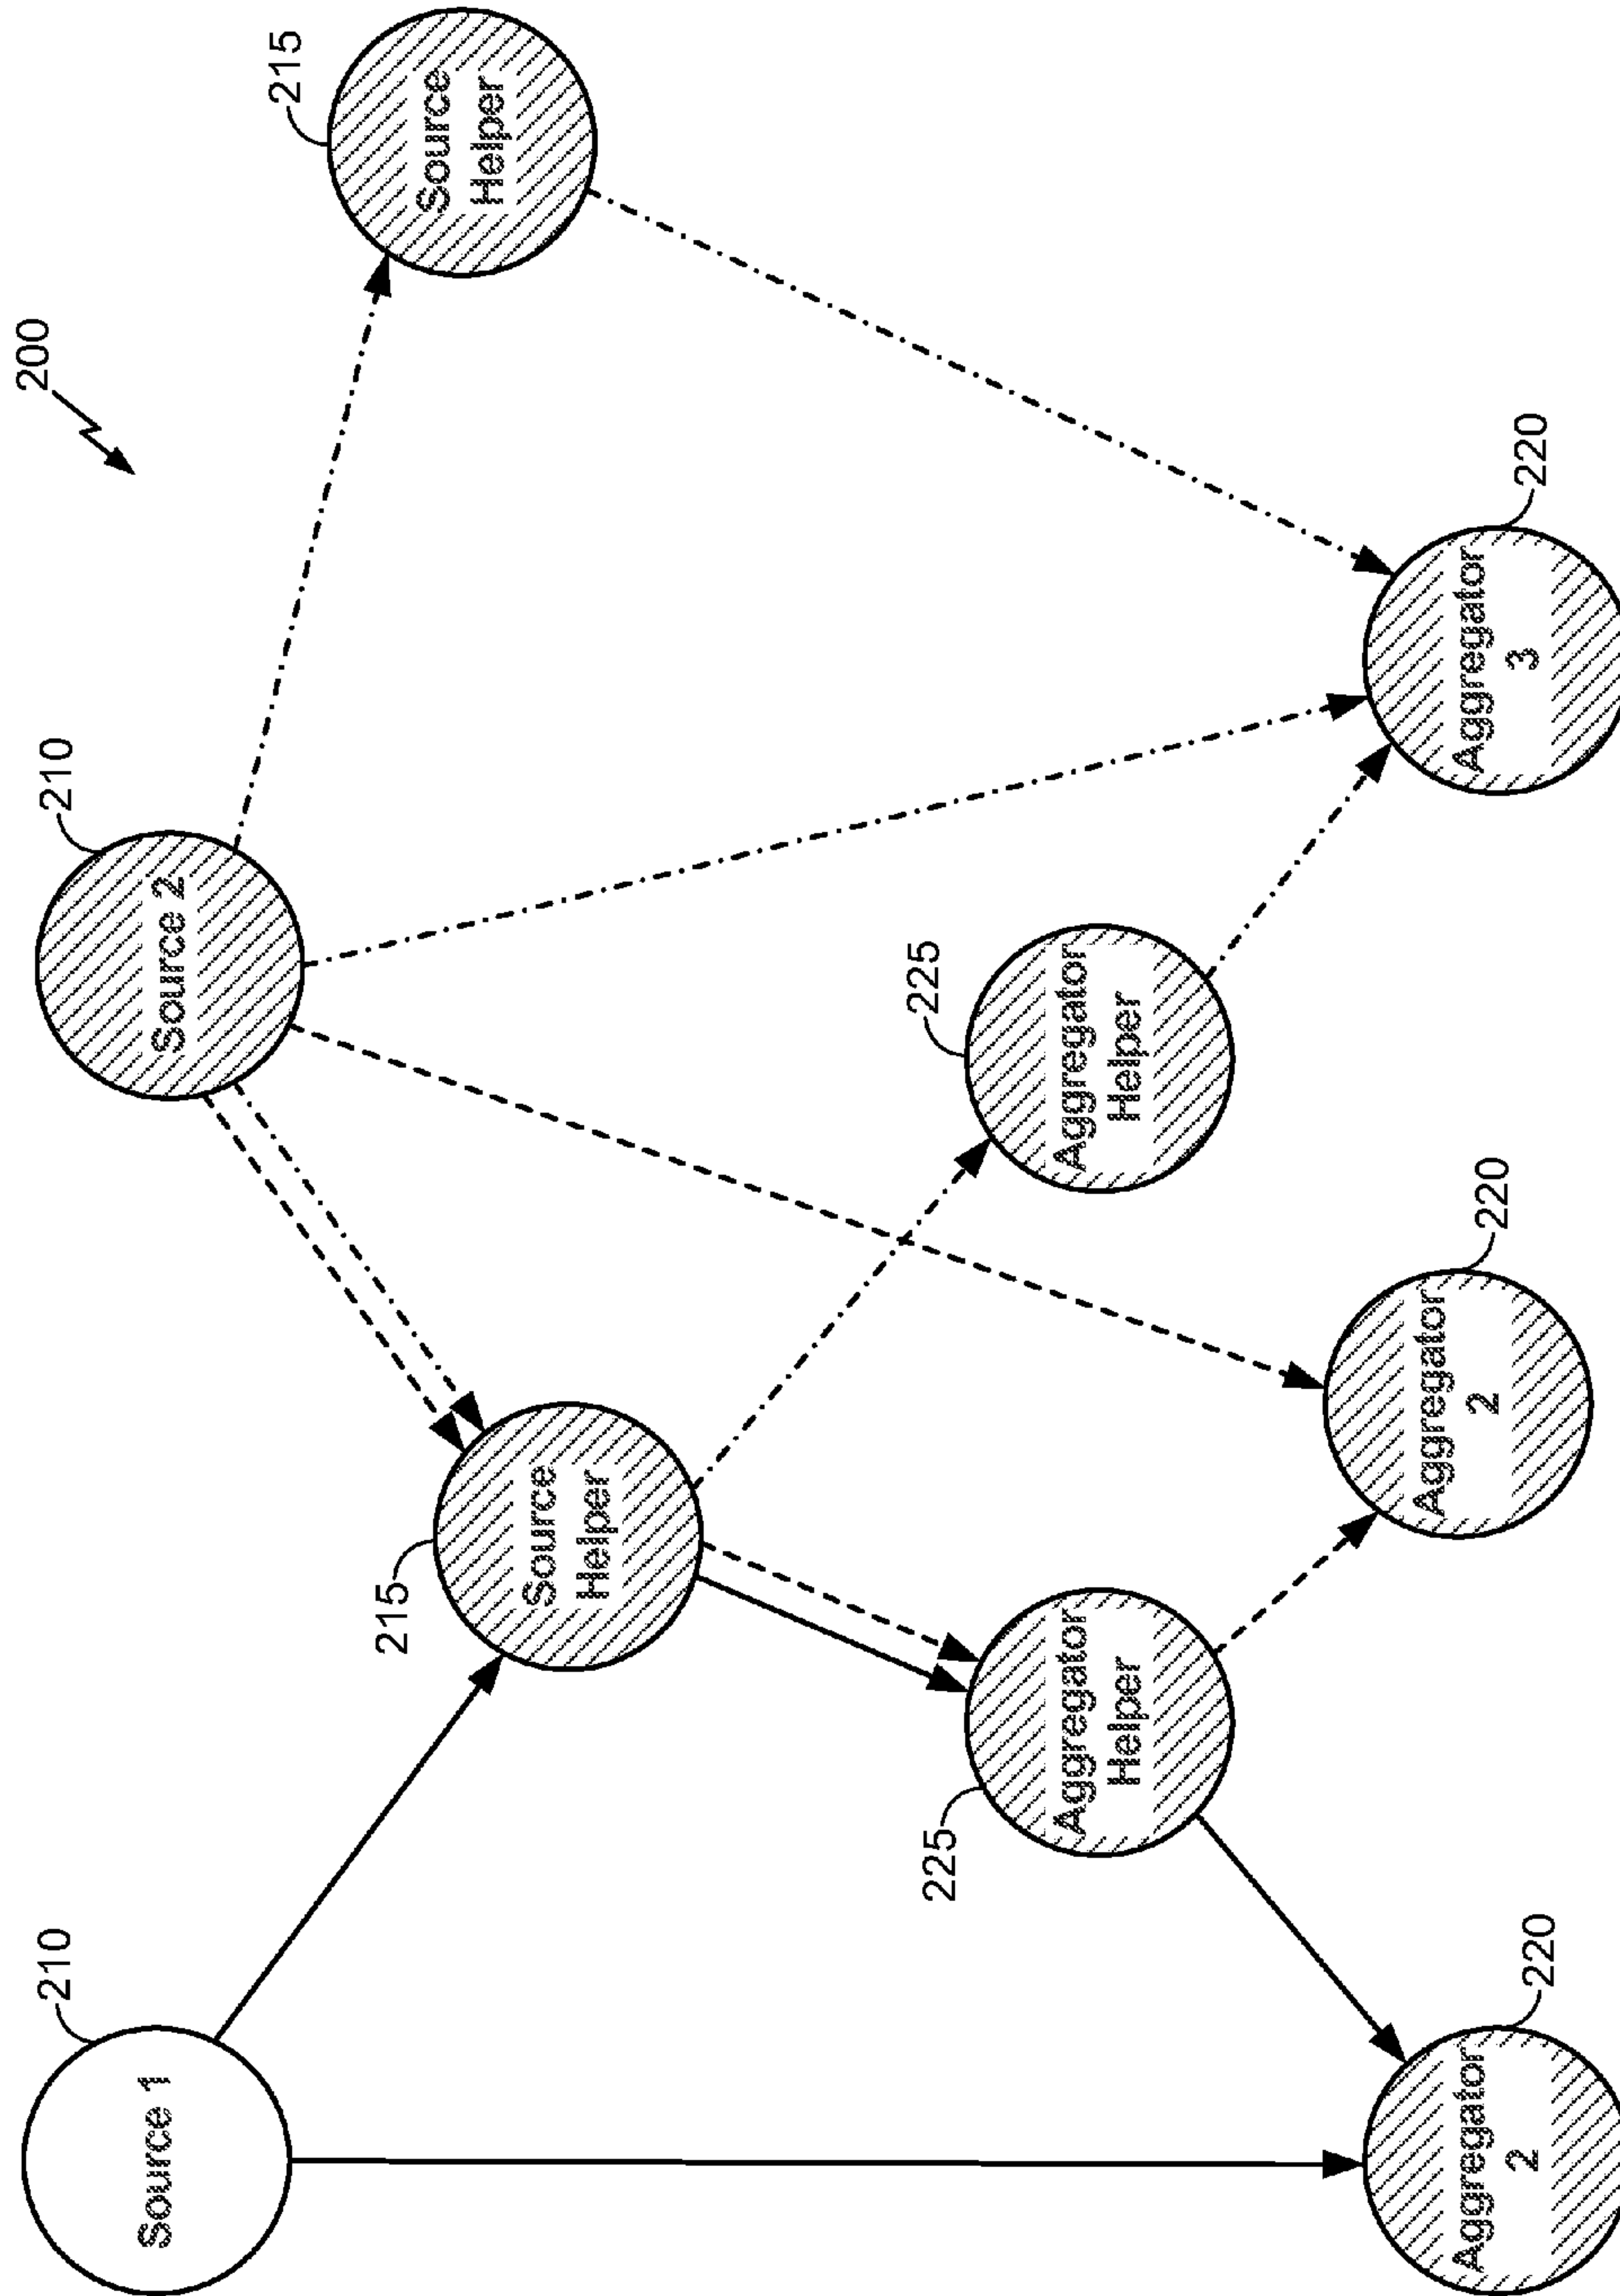 200
210
Source 1
210
Source 2
215
Source
Helper
215
Source
Helper
225
Aggregator
Helper
225
Aggregator
Helper
220
Aggregator
2
220
Aggregator
2
220
Aggregator
3